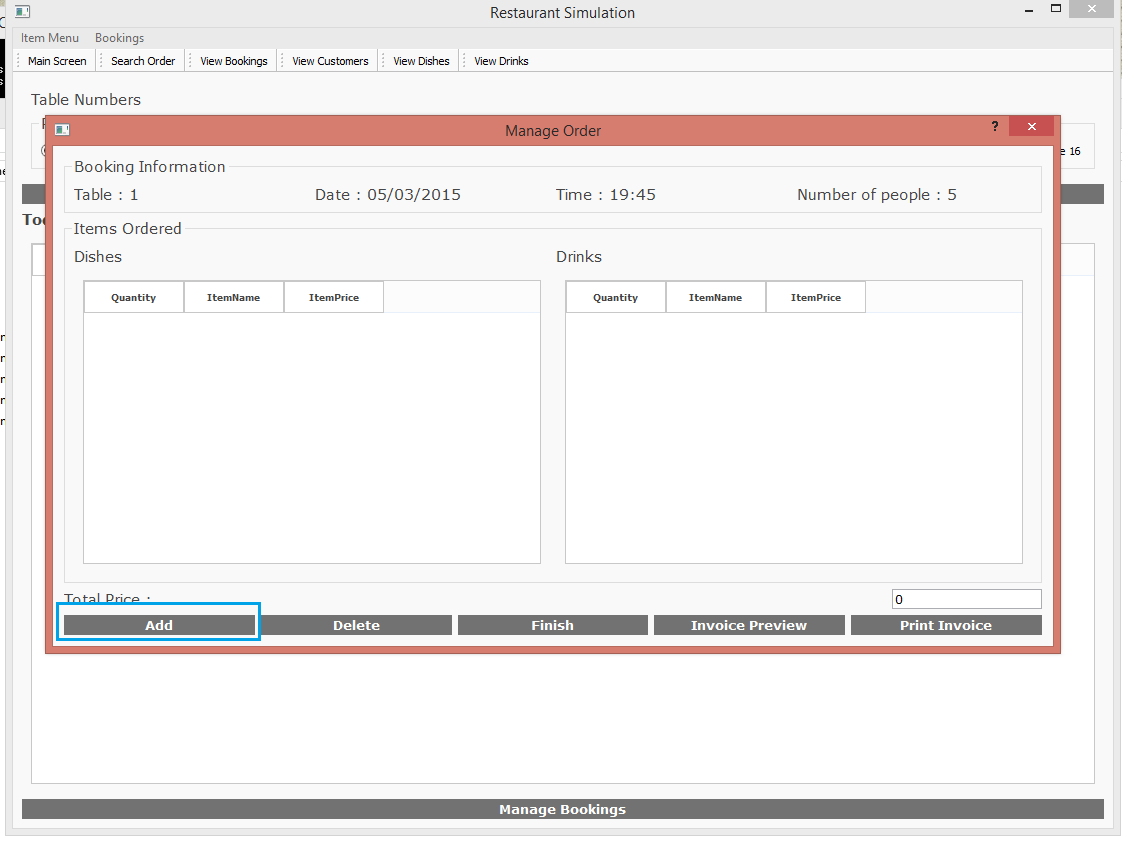 Restaurant Simulation
Item Menu Bookings
Main Screen Search Order View Bookings View Customers View Dishes View Drinks
Table Numbers
Manage Order ?
16
Booking Information
Table : 1 Date : 05/03/2015 Time : 19:45 Number of people : 5
Items Ordered
Dishes Drinks
Quantity ItemName ItemPrice Quantity ItemName ItemPrice
Total Price : 0
Add Delete Finish Invoice Preview Print Invoice
Manage Bookings